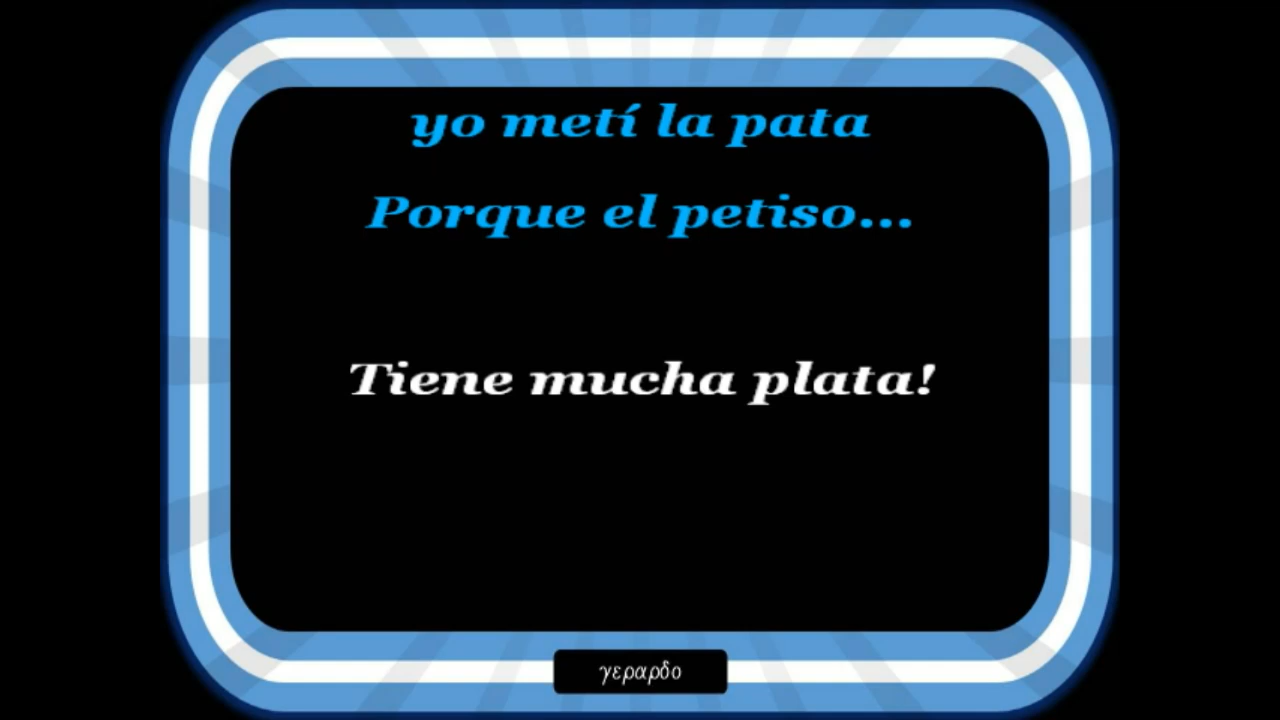 yo metí la pata
Porque el petiso...
Tiene mucha plata!
γεραρδο